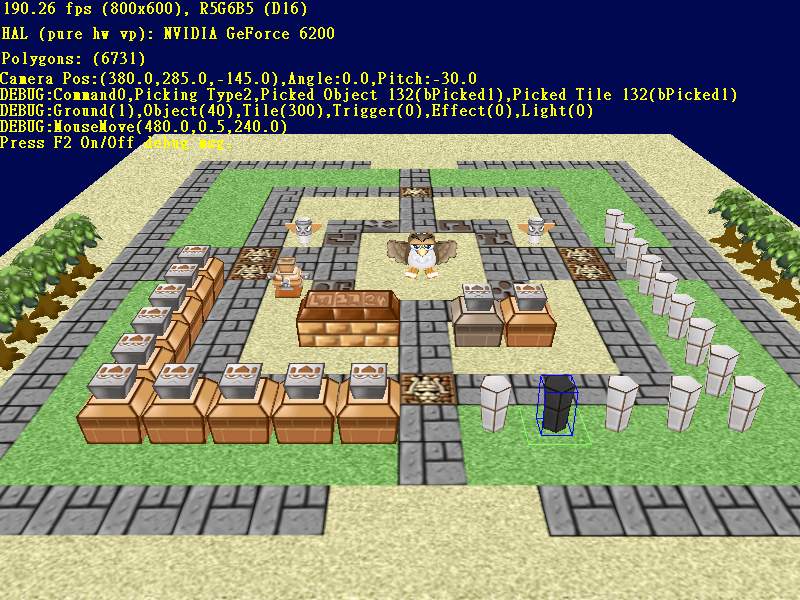 190.26 fps (800x600), R5G6B5 (D16)
HAL (pure hw vp): NVIDIA GeForce 6200
Polygons: (6731)
Camera Pos:(380.0,285.0,-145.0),Angle:0.0,Pitch:-30.0
DEBUG:Command0,Picking Type2,Picked Object 132(bPicked1),Picked Tile 132(bPicked1)
DEBUG:Ground(1),Object(40),Tile(300),Trigger(0),Effect(0),Light(0)
DEBUG:MouseMove(480.0,0.5,240.0)
Press F2 On/Off debug msg.